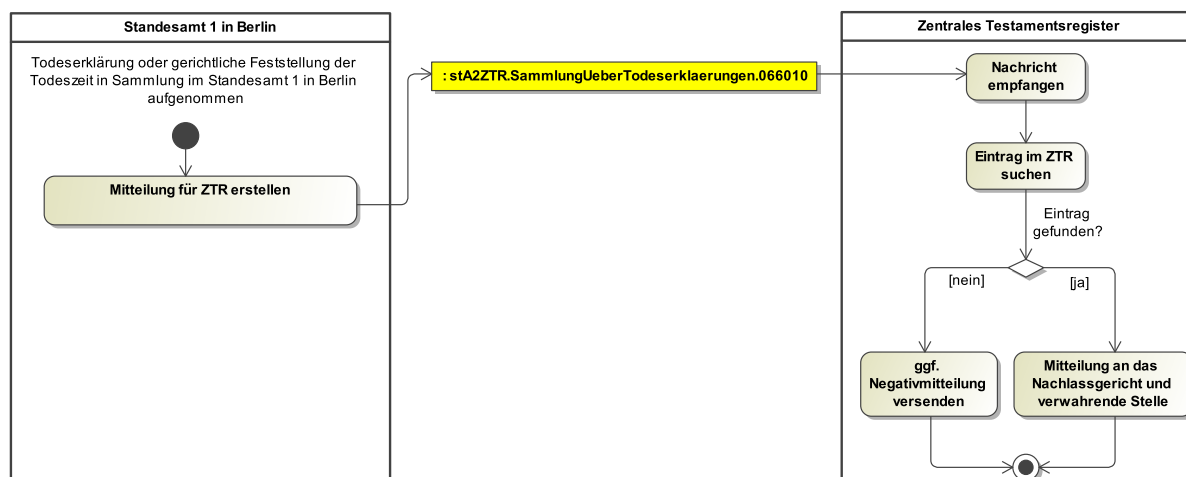 Standesamt 1 in Berlin
Todeserklärung oder gerichtliche Feststellung der
Todeszeit in Sammlung im Standesamt 1 in Berlin
aufgenommen
Mitteilung für ZTR erstellen
: stA2ZTR.SammlungUeberTodeserklaerungen.066010
Zentrales Testamentsregister
Nachricht
empfangen
Eintrag im ZTR
suchen
Eintrag
gefunden?
[nein]
[ja]
ggf.
Negativmitteilung
versenden
Mitteilung an das
Nachlassgericht und
verwahrende Stelle